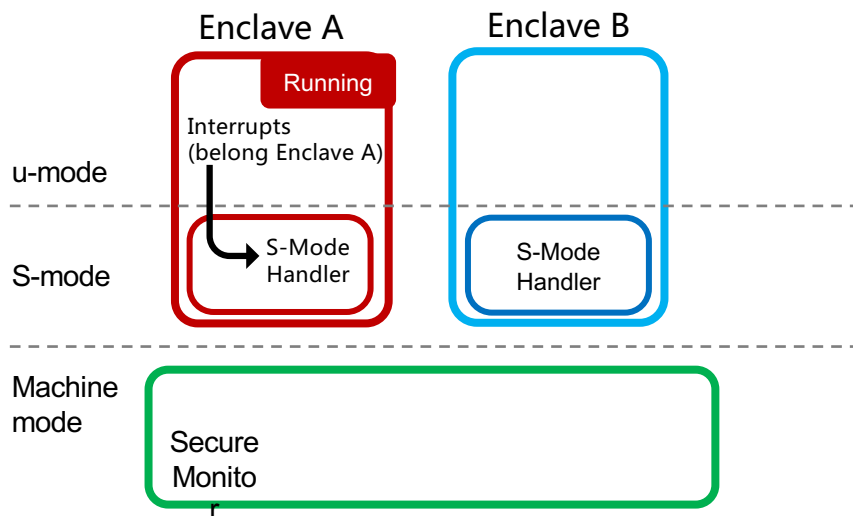 Enclave A
Enclave B
Running
Interrupts
(belong Enclave A)
u-mode
S-Mode
Handler
S-Mode
Handler
S-mode
Machine
mode
Secure
Monito
r